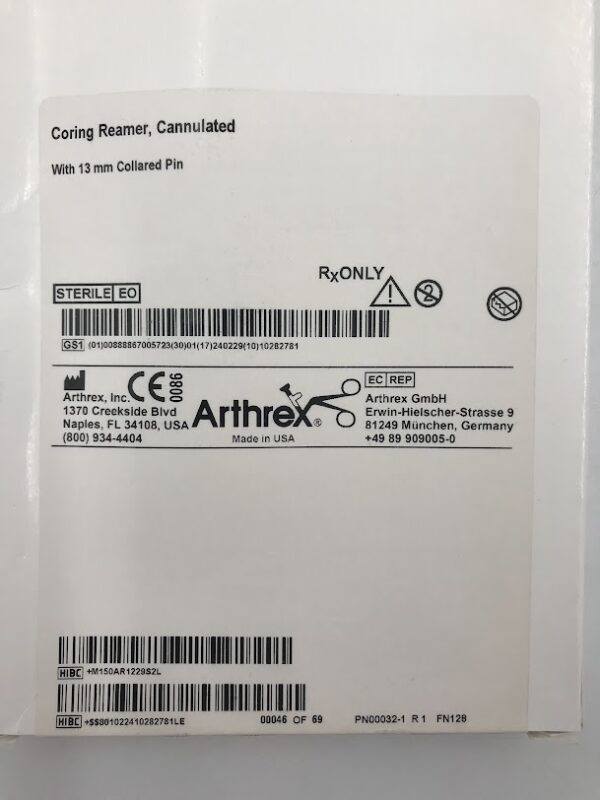 Coring Reamer, Cannulated
With 13 mm Collared Pin
RxONLY
STERILE EO
2
GS1 (01)00888867005723(30)01(17)240229(10)10282781
CE 0086
Arthrex, Inc.
1370 Creekside Blvd
Naples, FL 34108, USA
(800) 934-4404
Arthrex®
Made in USA
EC REP
Arthrex GmbH
Erwin-Hielscher-Strasse 9
81249 München, Germany
+49 89 909005-0
HIBC +M150AR1229S2L
HIBC +$$801022410282781LE
00046 OF 69
PN00032-1 R 1 FN128